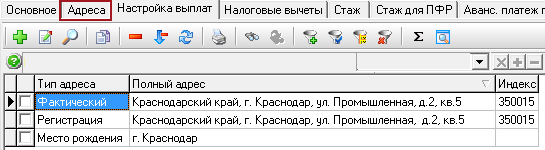 Основное Адреса Настройка выплат Налоговые вычеты Стаж Стаж для ПФР Аванс. платеж п
Тип адреса Полный адрес Индекс
Фактический Краснодарский край, г. Краснодар, ул. Промышленная, д.2, кв.5 350015
Регистрация Краснодарский край, г. Краснодар, ул. Промышленная, д.2, кв.5 350015
Место рождения г. Краснодар